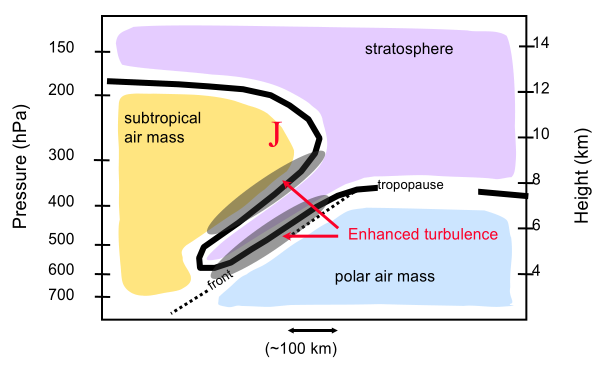 stratosphere
150
14
200
12
subtropical
air mass
J
10
300
Pressure (hPa)
Height (km)
8
tropopause
400
6
Enhanced turbulence
500
600
front
polar air mass
4
700
(~100 km)